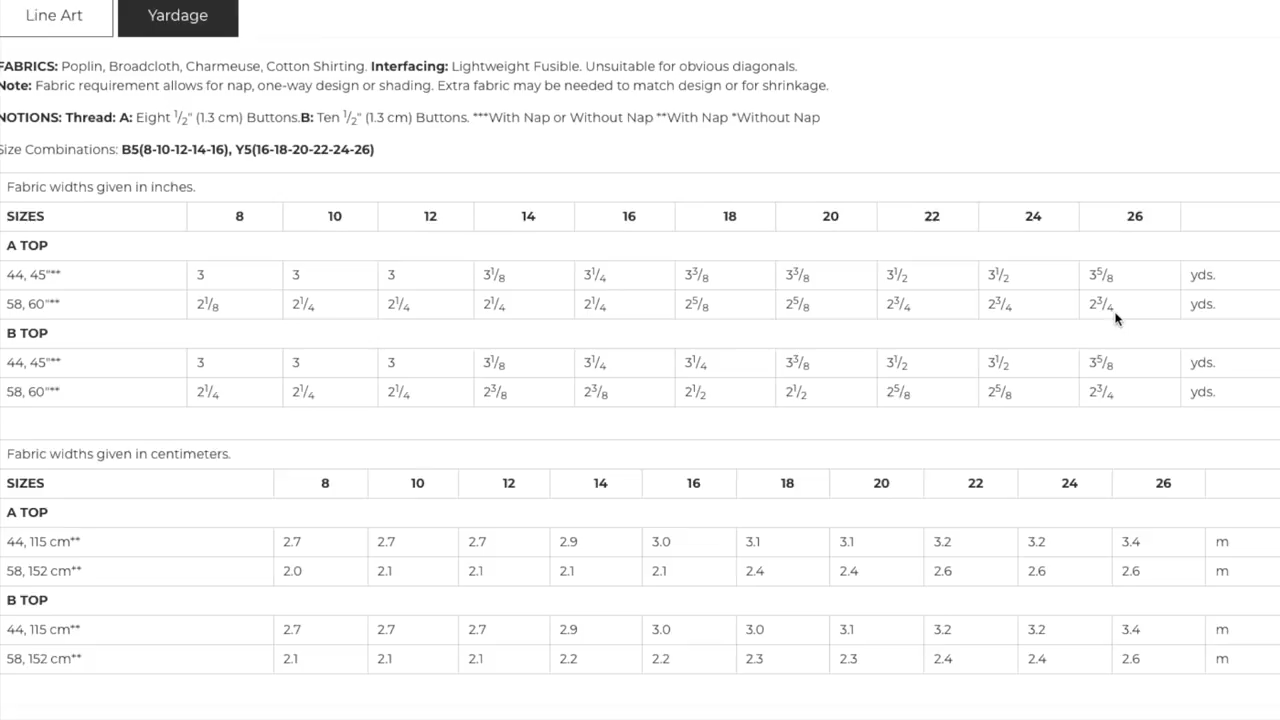 Line Art Yardage
FABRICS: Poplin, Broadcloth, Charmeuse, Cotton Shirting. Interfacing: Lightweight Fusible. Unsuitable for obvious diagonals.
Note: Fabric requirement allows for nap, one-way design or shading. Extra fabric may be needed to match design or for shrinkage.
NOTIONS: Thread: A: Eight 1/2" (1.3 cm) Buttons.B: Ten 1/2" (1.3 cm) Buttons. ***With Nap or Without Nap **With Nap *Without Nap
Size Combinations: B5(8-10-12-14-16), Y5(16-18-20-22-24-26)
Fabric widths given in inches.
SIZES 8 10 12 14 16 18 20 22 24 26
A TOP
44, 45"** 3 3 3 3 1/8 3 1/4 3 3/8 3 3/8 3 1/2 3 1/2 3 5/8 yds.
58, 60"** 2 1/8 2 1/4 2 1/4 2 1/4 2 1/4 2 5/8 2 5/8 2 3/4 2 3/4 2 3/4 yds.
B TOP
44, 45"** 3 3 3 3 1/8 3 1/4 3 1/4 3 3/8 3 1/2 3 1/2 3 5/8 yds.
58, 60"** 2 1/4 2 1/4 2 1/4 2 3/8 2 3/8 2 1/2 2 1/2 2 5/8 2 5/8 2 3/4 yds.
Fabric widths given in centimeters.
SIZES 8 10 12 14 16 18 20 22 24 26
A TOP
44, 115 cm** 2.7 2.7 2.7 2.9 3.0 3.1 3.1 3.2 3.2 3.4 m
58, 152 cm** 2.0 2.1 2.1 2.1 2.1 2.4 2.4 2.6 2.6 2.6 m
B TOP
44, 115 cm** 2.7 2.7 2.7 2.9 3.0 3.0 3.1 3.2 3.2 3.4 m
58, 152 cm** 2.1 2.1 2.1 2.2 2.2 2.3 2.3 2.4 2.4 2.6 m